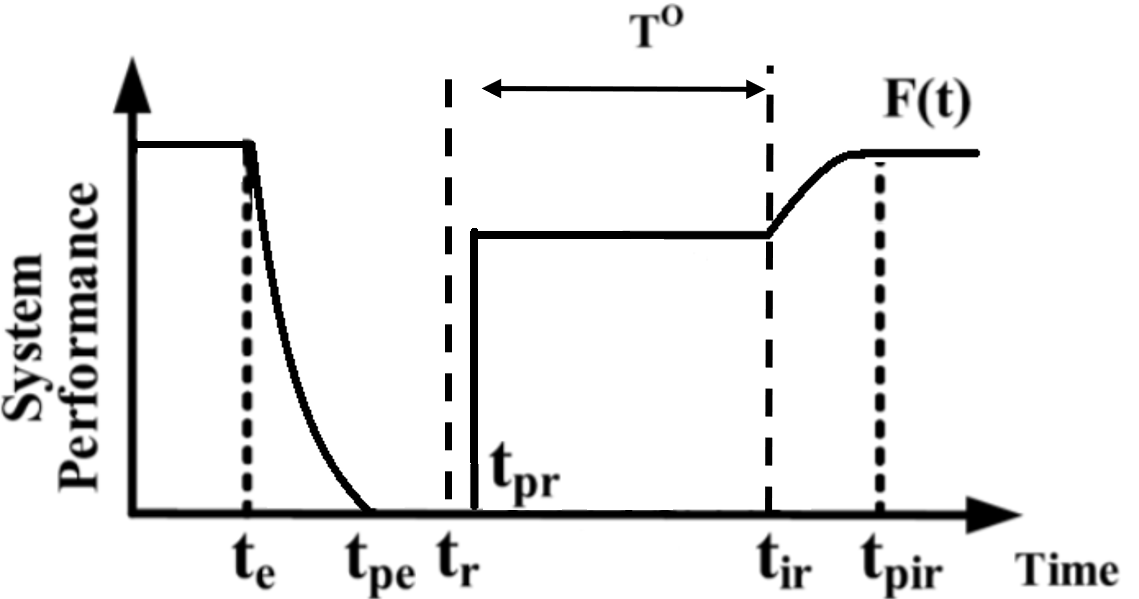 T^O
F(t)
System
Performance
t_pr
t_e
t_pe
t_r
t_ir
t_pir
Time